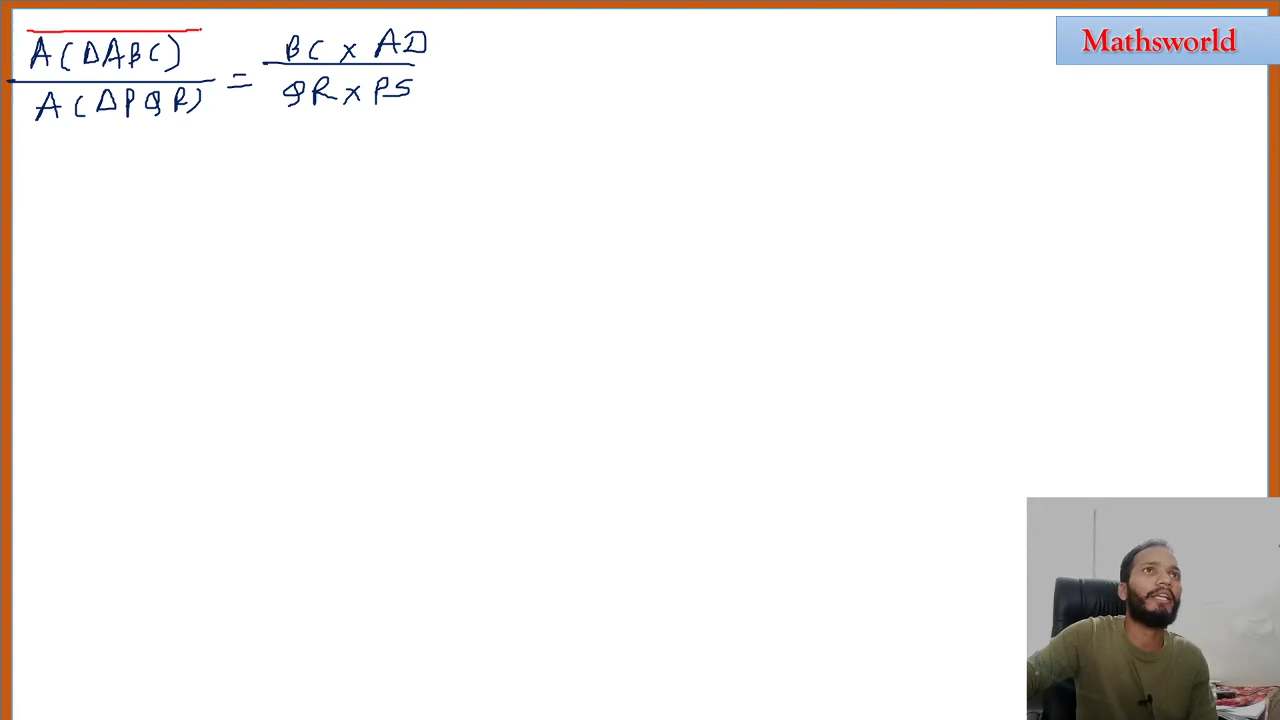 A(ΔABC) / A(ΔPQR) = BC × AD / QR × PS
Mathsworld